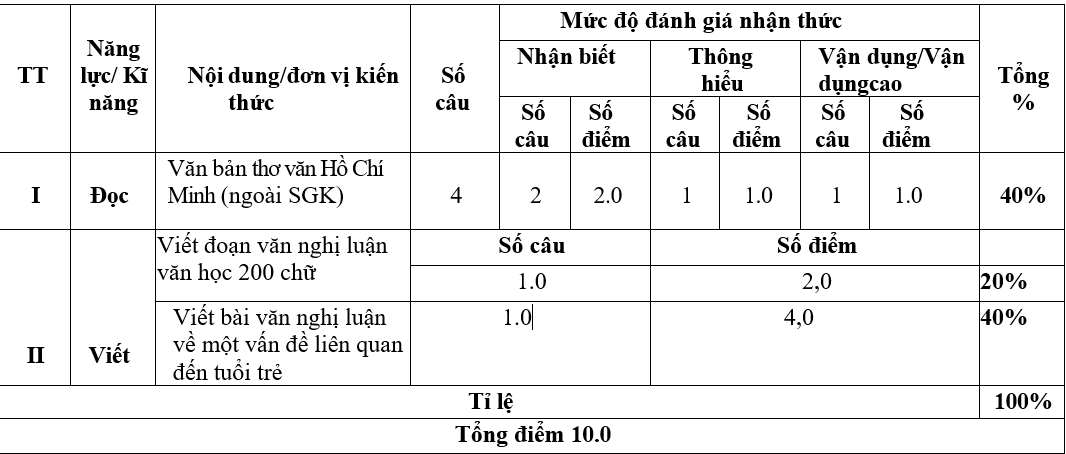 TT
Năng
lực/ Kĩ
năng
Nội dung/đơn vị kiến
thức
Số
câu
Mức độ đánh giá nhận thức
Tổng
%
Nhận biết
Thông
hiểu
Vận dụng/Vận
dụngcao
Số
câu
Số
điểm
Số
câu
Số
điểm
Số
câu
Số
điểm
I
Đọc
Văn bản thơ văn Hồ Chí
Minh (ngoài SGK)
4
2
2.0
1
1.0
1
1.0
40%
II
Viết
Viết đoạn văn nghị luận
văn học 200 chữ
Số câu
Số điểm
1.0
2,0
20%
Viết bài văn nghị luận
về một vấn đề liên quan
đến tuổi trẻ
1.0
4,0
40%
Tỉ lệ
100%
Tổng điểm 10.0